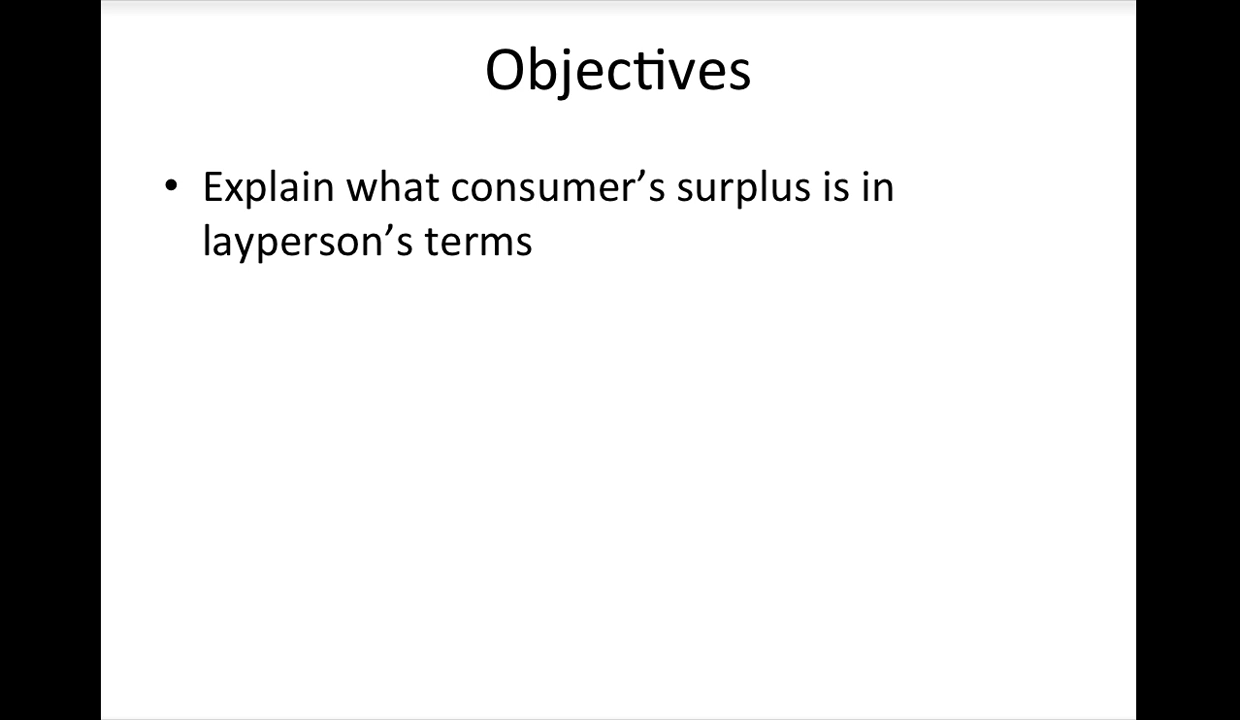 Objectives
• Explain what consumer’s surplus is in
layperson’s terms